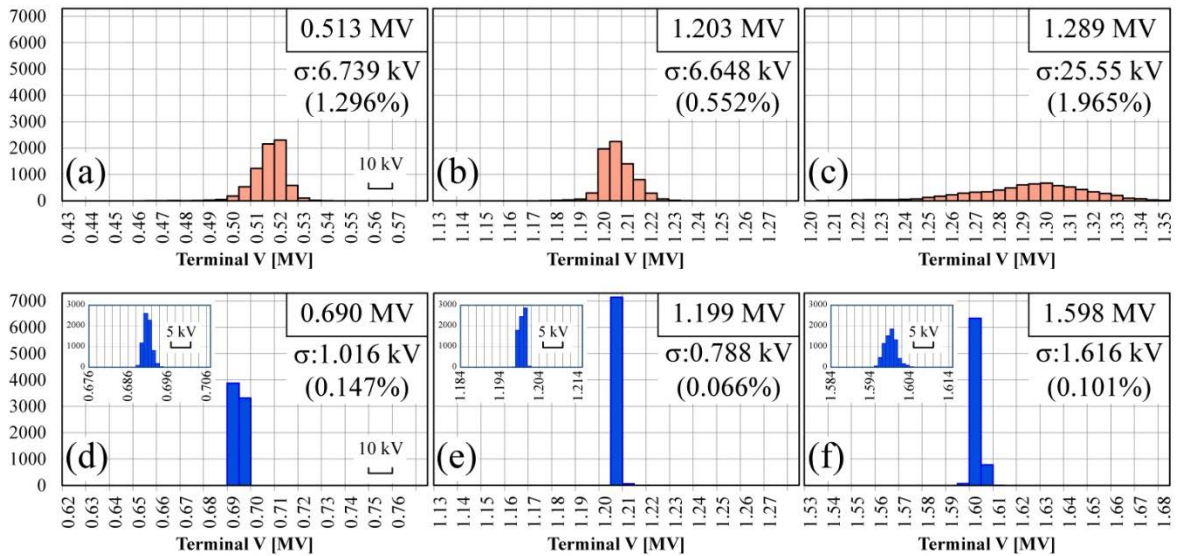 7000
6000
5000
4000
3000
2000
1000
0
(a)
0.513 MV
σ:6.739 kV
(1.296%)
10 kV
0.43 0.44 0.45 0.46 0.47 0.48 0.49 0.50 0.51 0.52 0.53 0.54 0.55 0.56 0.57
Terminal V [MV]
(b)
1.203 MV
σ:6.648 kV
(0.552%)
1.13 1.14 1.15 1.16 1.17 1.18 1.19 1.20 1.21 1.22 1.23 1.24 1.25 1.26 1.27
Terminal V [MV]
(c)
1.289 MV
σ:25.55 kV
(1.965%)
1.20 1.21 1.22 1.23 1.24 1.25 1.26 1.27 1.28 1.29 1.30 1.31 1.32 1.33 1.34 1.35
Terminal V [MV]
7000
6000
5000
4000
3000
2000
1000
0
(d)
3000
2000
1000
0
5 kV
0.676 0.686 0.696 0.706
0.690 MV
σ:1.016 kV
(0.147%)
10 kV
0.62 0.63 0.64 0.65 0.66 0.67 0.68 0.69 0.70 0.71 0.72 0.73 0.74 0.75 0.76
Terminal V [MV]
(e)
3000
2000
1000
0
5 kV
1.184 1.194 1.204 1.214
1.199 MV
σ:0.788 kV
(0.066%)
1.13 1.14 1.15 1.16 1.17 1.18 1.19 1.20 1.21 1.22 1.23 1.24 1.25 1.26 1.27
Terminal V [MV]
(f)
3000
2000
1000
0
5 kV
1.584 1.594 1.604 1.614
1.598 MV
σ:1.616 kV
(0.101%)
1.53 1.54 1.55 1.56 1.57 1.58 1.59 1.60 1.61 1.62 1.63 1.64 1.65 1.66 1.67 1.68
Terminal V [MV]